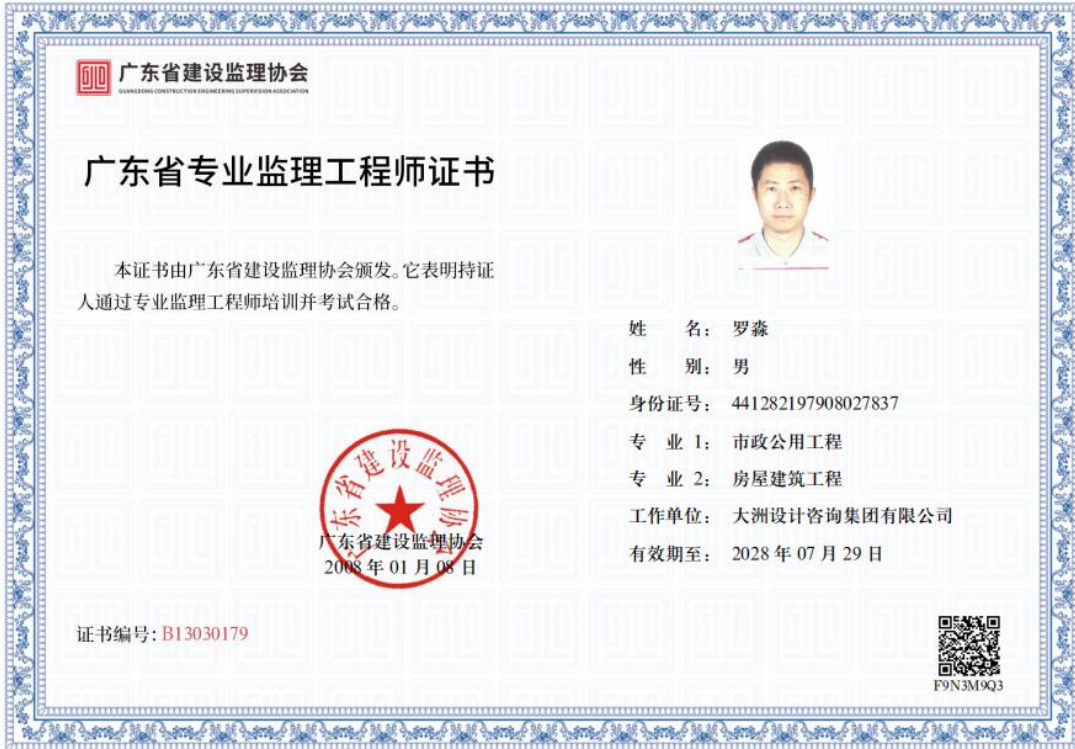 广东省建设监理协会
GUANGDONG CONSTRUCTION ENGINEERING SUPERVISION ASSOCIATION
广东省专业监理工程师证书
本证书由广东省建设监理协会颁发。它表明持证
人通过专业监理工程师培训并考试合格。
姓 名： 罗淼
性 别： 男
身份证号： 441282197908027837
专 业 1： 市政公用工程
专 业 2： 房屋建筑工程
工作单位： 大洲设计咨询集团有限公司
有效期至： 2028 年 07 月 29 日
广东省建设监理协会
广东省建设监理协会
2008 年 01 月 08 日
证书编号：B13030179
F9N3M9Q3